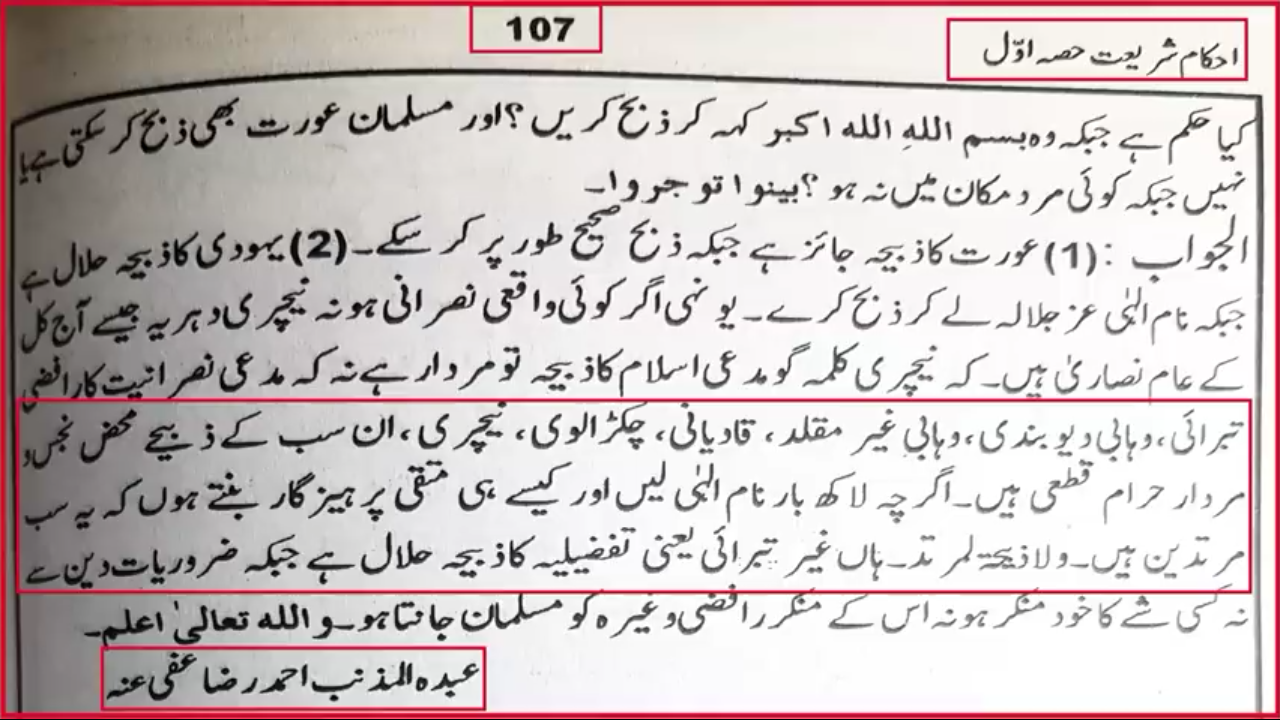 107
احکام شریعت حصہ اوّل
کیا حکم ہے جبکہ وہ بسم اللهِ الله اکبر کہہ کر ذبح کریں ؟ اور مسلمان عورت بھی ذبح کر سکتی ہے یا
نہیں جبکہ کوئی مرد مکان میں نہ ہو ؟ بینوا توجروا۔
الجواب : (1) عورت کا ذبیحہ جائز ہے جبکہ ذبح صحیح طور پر کر سکے۔ (2) یہودی کا ذبیحہ حلال ہے
جبکہ نام الہٰی عز جلالہ لے کر ذبح کرے۔ یونہی اگر کوئی واقعی نصرانی ہو نہ نیچری دہریہ جیسے آج کل
کے عام نصاریٰ ہیں۔ کہ نیچری کلمہ گو مدعی اسلام کا ذبیحہ تو مردار ہے نہ کہ مدعی نصرانیت کا رافضی
تبرائی، وہابی دیوبندی، وہابی غیر مقلد، قادیانی، چکڑالوی، نیچری، ان سب کے ذبیحے محض نجس و
مردار حرام قطعی ہیں۔ اگرچہ لاکھ بار نام الہٰی لیں اور کیسے ہی متقی پرہیزگار بنتے ہوں کہ یہ سب
مرتدین ہیں۔ ولا ذبیحۃ لمرتد۔ ہاں غیر تبرائی یعنی تفضیلیہ کا ذبیحہ حلال ہے جبکہ ضروریات دین سے
نہ کسی شے کا خود منکر ہو نہ اس کے منکر رافضی وغیرہ کو مسلمان جانتا ہو۔ والله تعالیٰ اعلم۔
عبدہ المذنب احمد رضا عفی عنہ